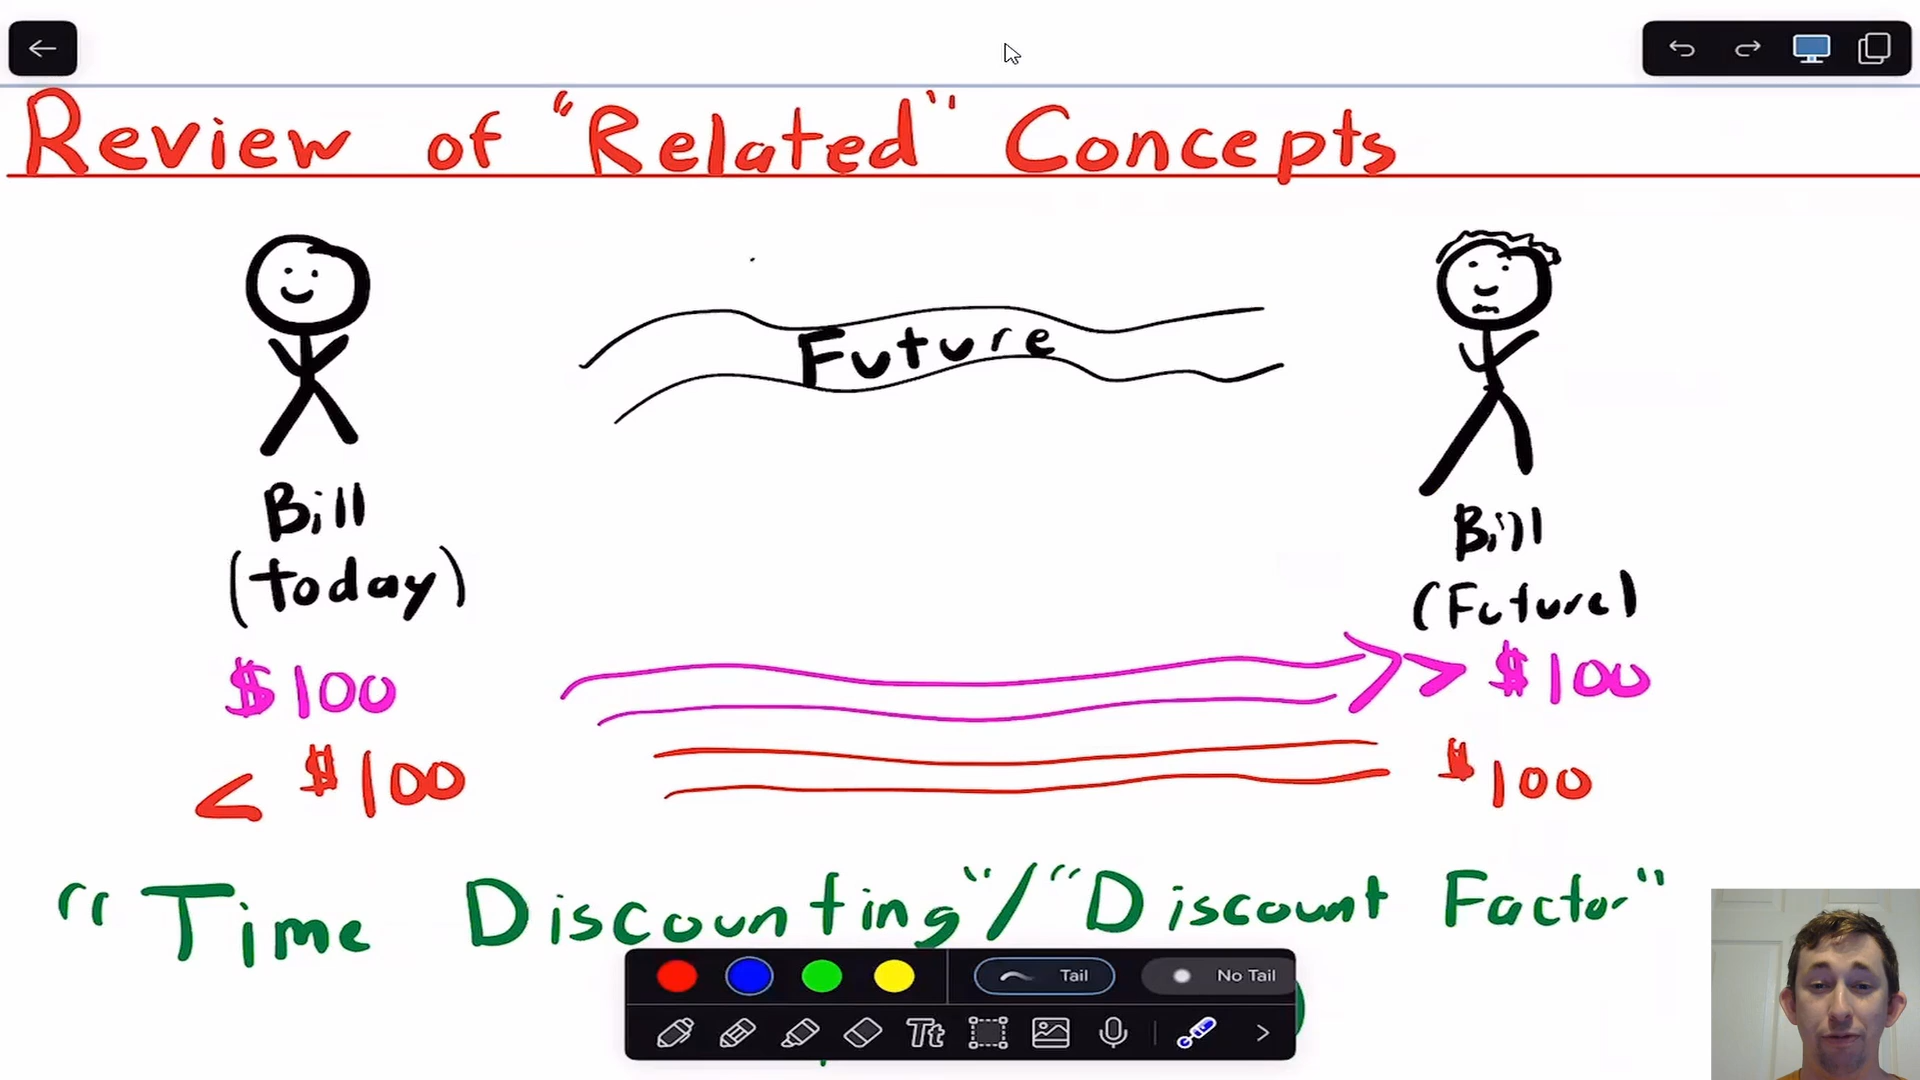 Review of "Related" Concepts
Future
Bill
(today)
Bill
(Future)
$100
> $100
< $100
$100
"Time Discounting"/"Discount Factor"
Tail
No Tail
Tt